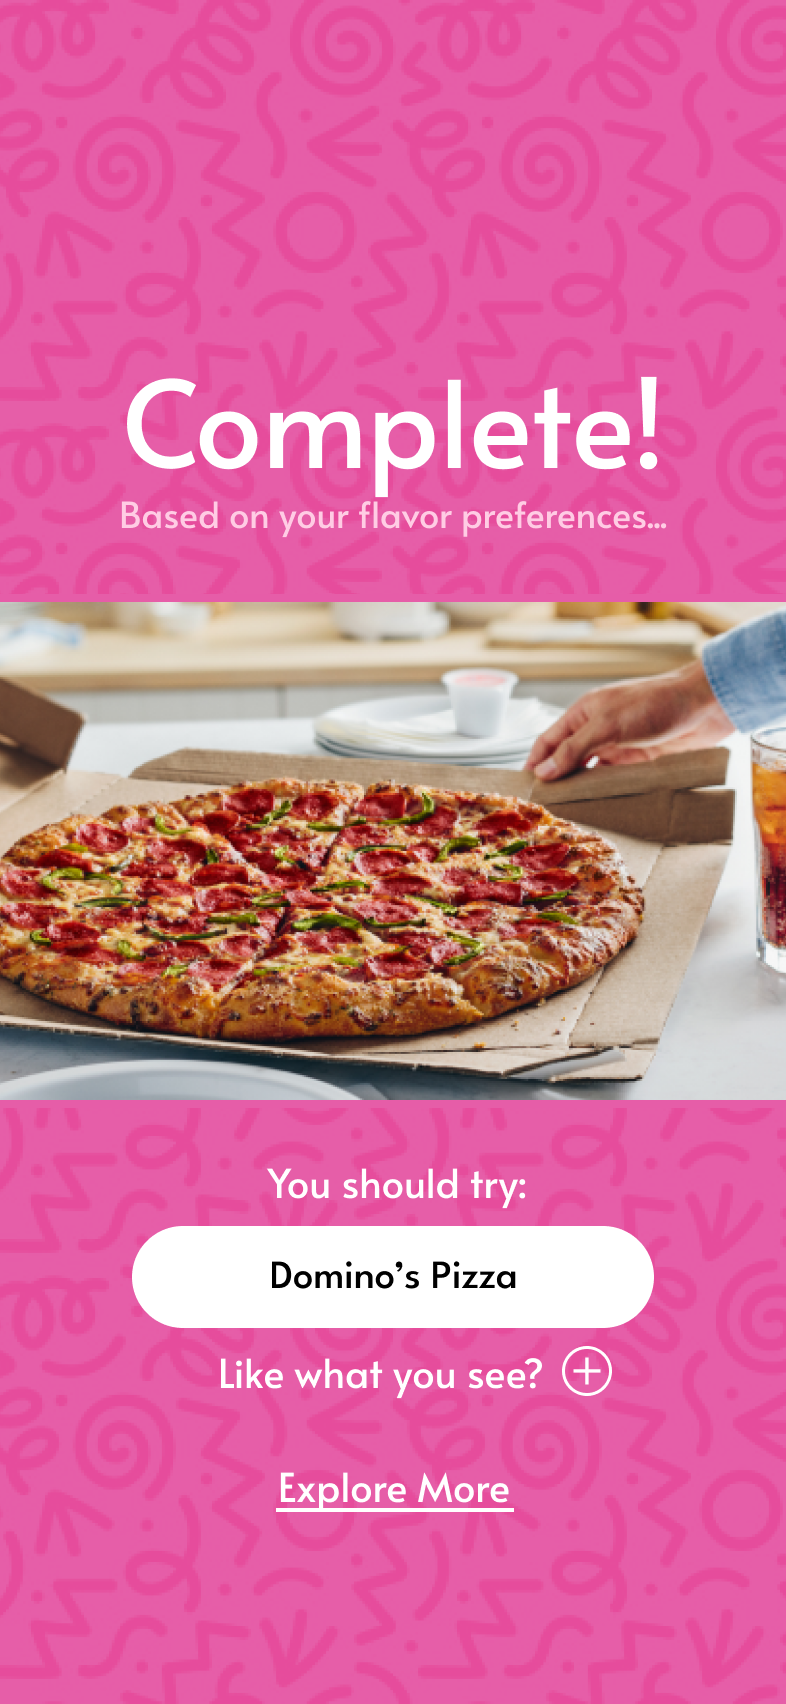 Complete!
Based on your flavor preferences...
You should try:
Domino’s Pizza
Like what you see?
Explore More